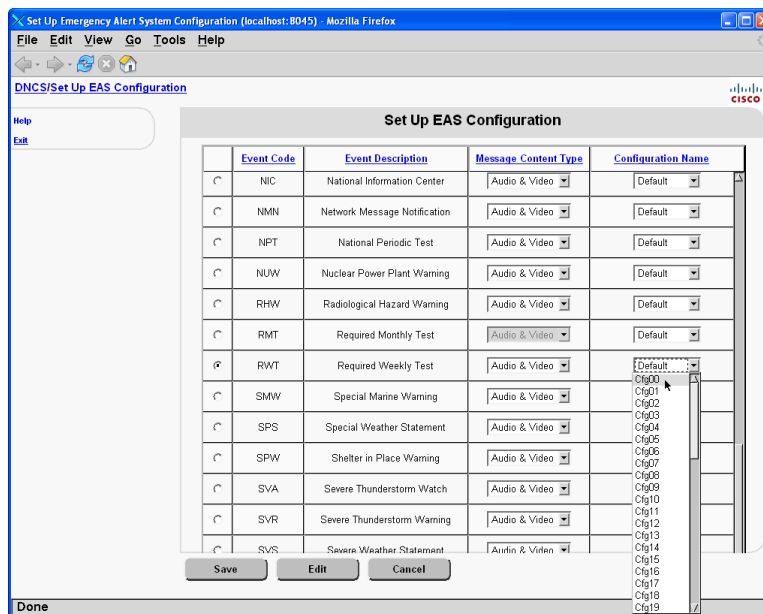 Set Up Emergency Alert System Configuration (localhost:8045) - Mozilla Firefox
File Edit View Go Tools Help
DNCS/Set Up EAS Configuration
CISCO
Help
Exit
Set Up EAS Configuration
Event Code Event Description Message Content Type Configuration Name
NIC National Information Center Audio & Video Default
NMN Network Message Notification Audio & Video Default
NPT National Periodic Test Audio & Video Default
NUW Nuclear Power Plant Warning Audio & Video Default
RHW Radiological Hazard Warning Audio & Video Default
RMT Required Monthly Test Audio & Video Default
RWT Required Weekly Test Audio & Video Default
SMW Special Marine Warning Audio & Video
SPS Special Weather Statement Audio & Video
SPW Shelter in Place Warning Audio & Video
SVA Severe Thunderstorm Watch Audio & Video
SVR Severe Thunderstorm Warning Audio & Video
SVS Severe Weather Statement Audio & Video
Cfg00
Cfg01
Cfg02
Cfg03
Cfg04
Cfg05
Cfg06
Cfg07
Cfg08
Cfg09
Cfg10
Cfg11
Cfg12
Cfg13
Cfg14
Cfg15
Cfg16
Cfg17
Cfg18
Cfg19
Save Edit Cancel
Done